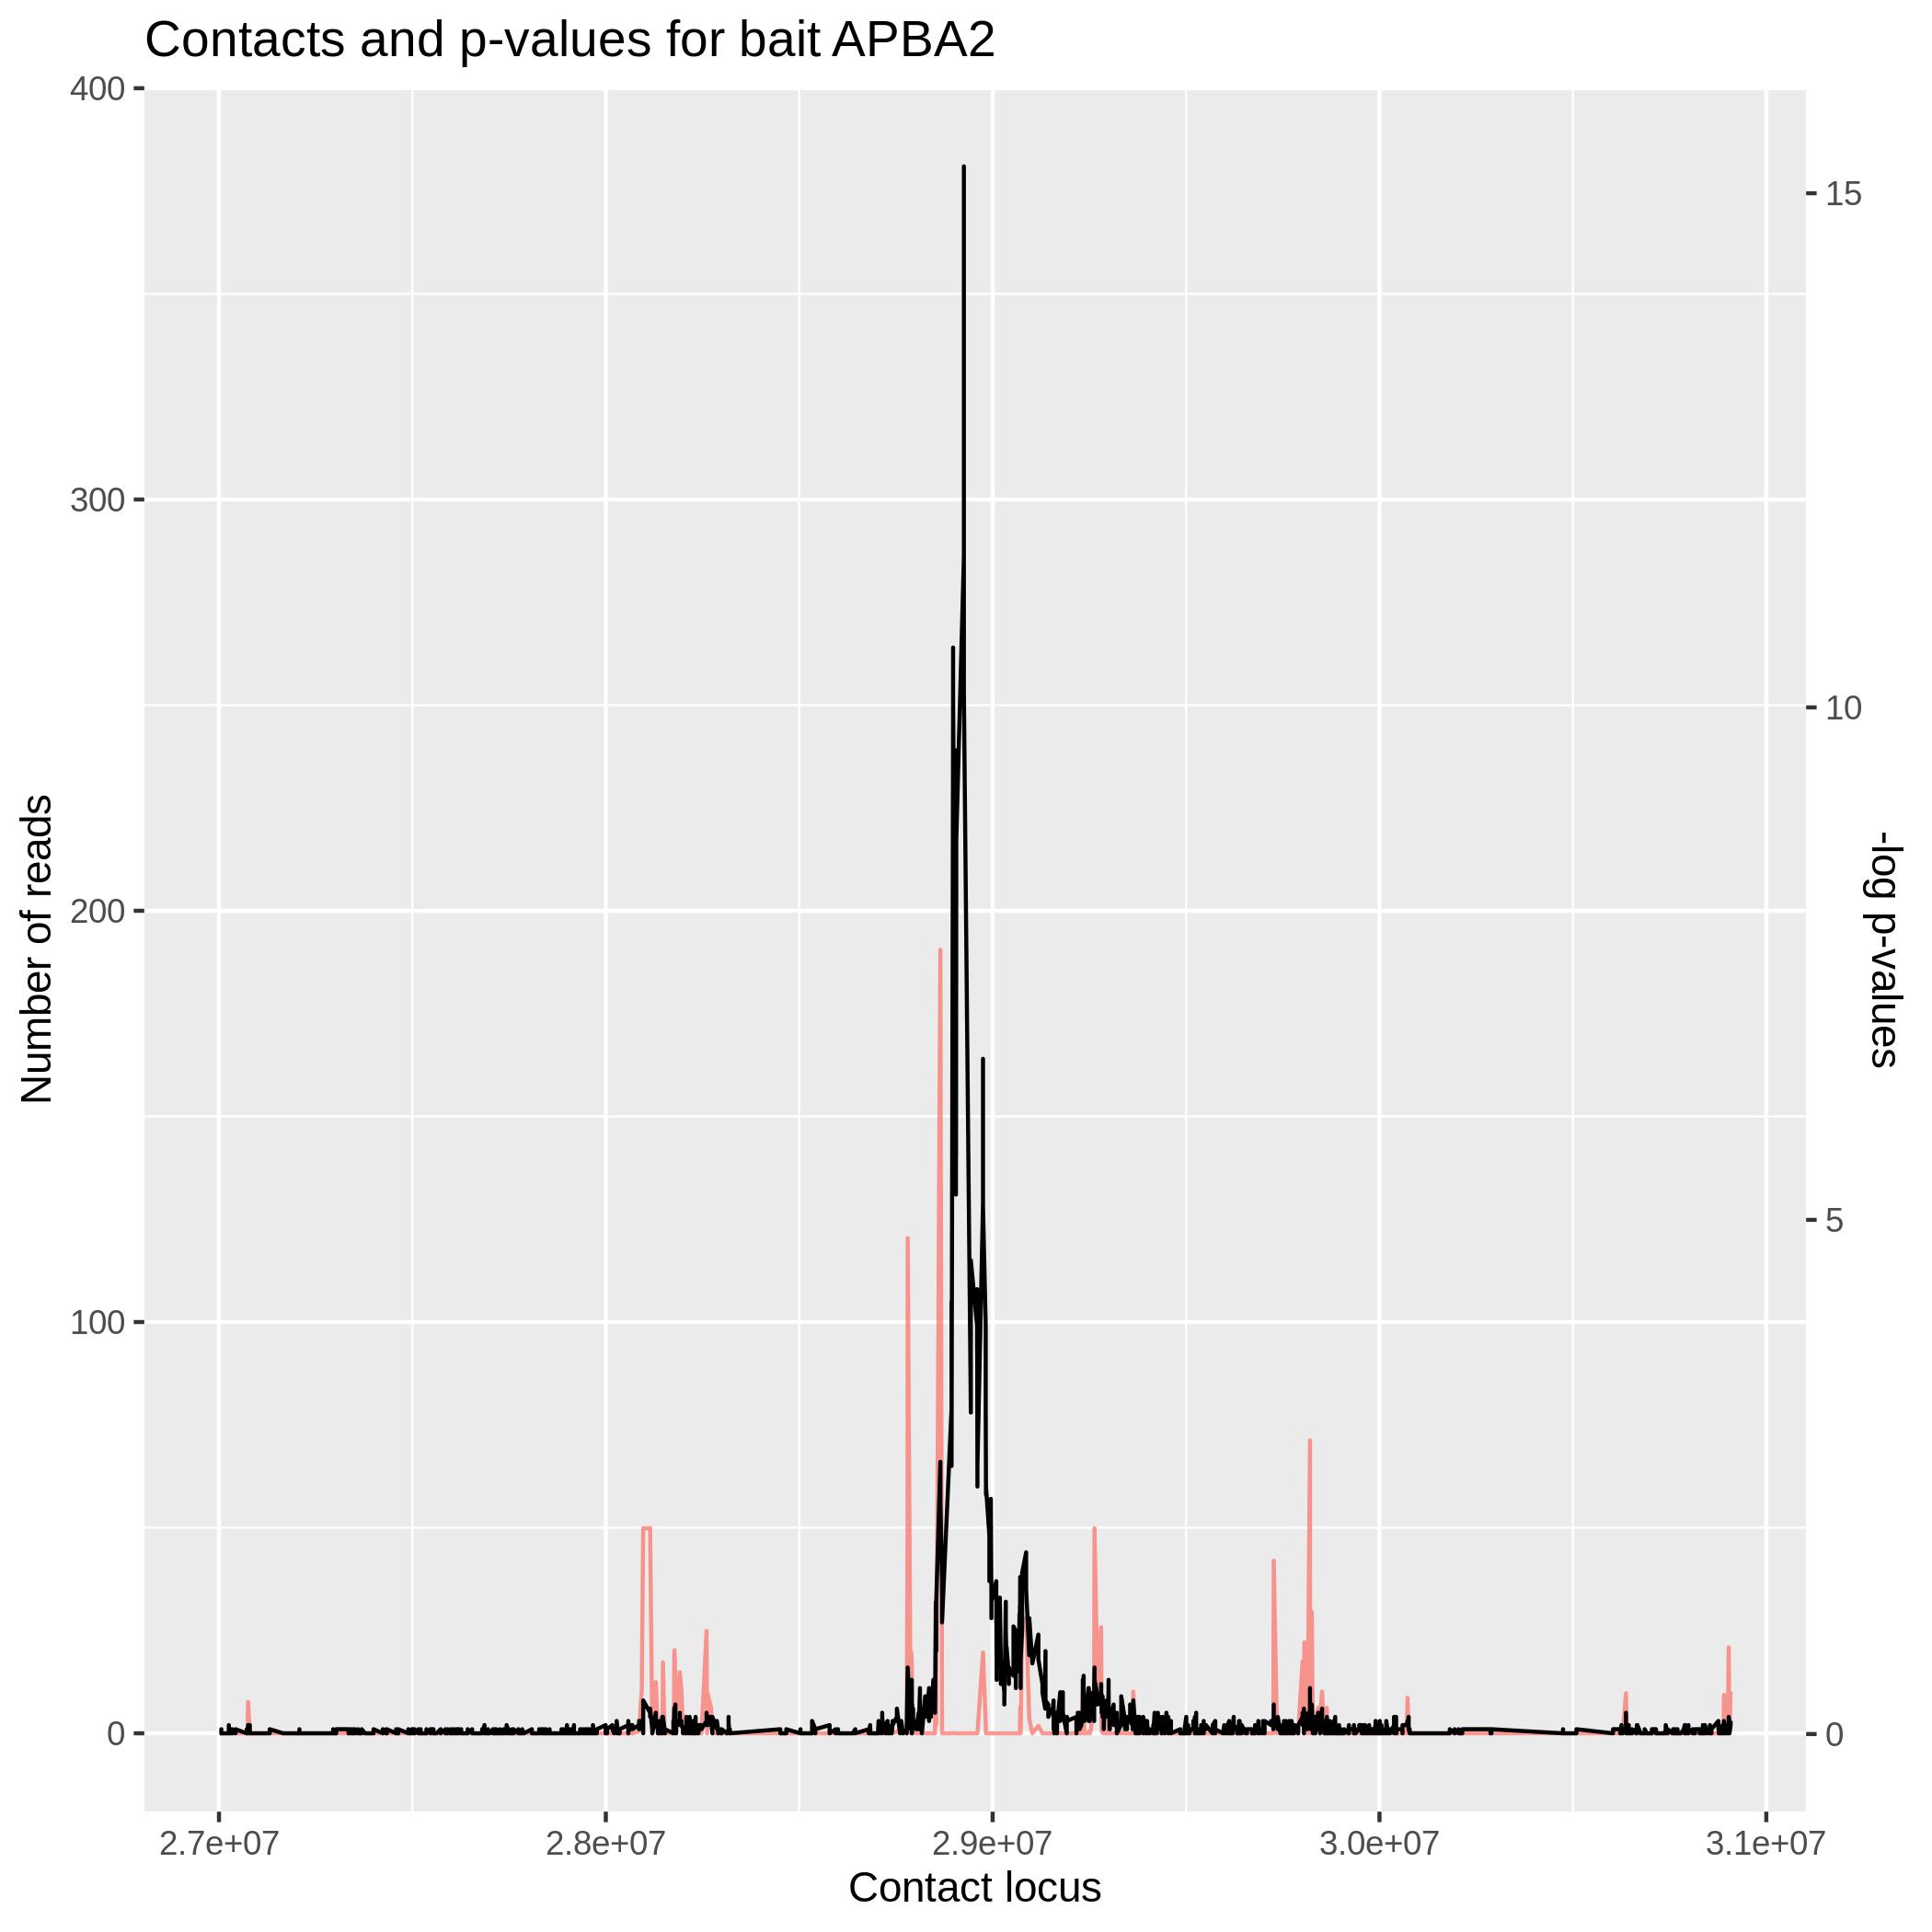 Contacts and p-values for bait APBA2
400
300
200
100
0
Number of reads
15
10
5
0
-log p-values
2.7e+07 2.8e+07 2.9e+07 3.0e+07 3.1e+07
Contact locus